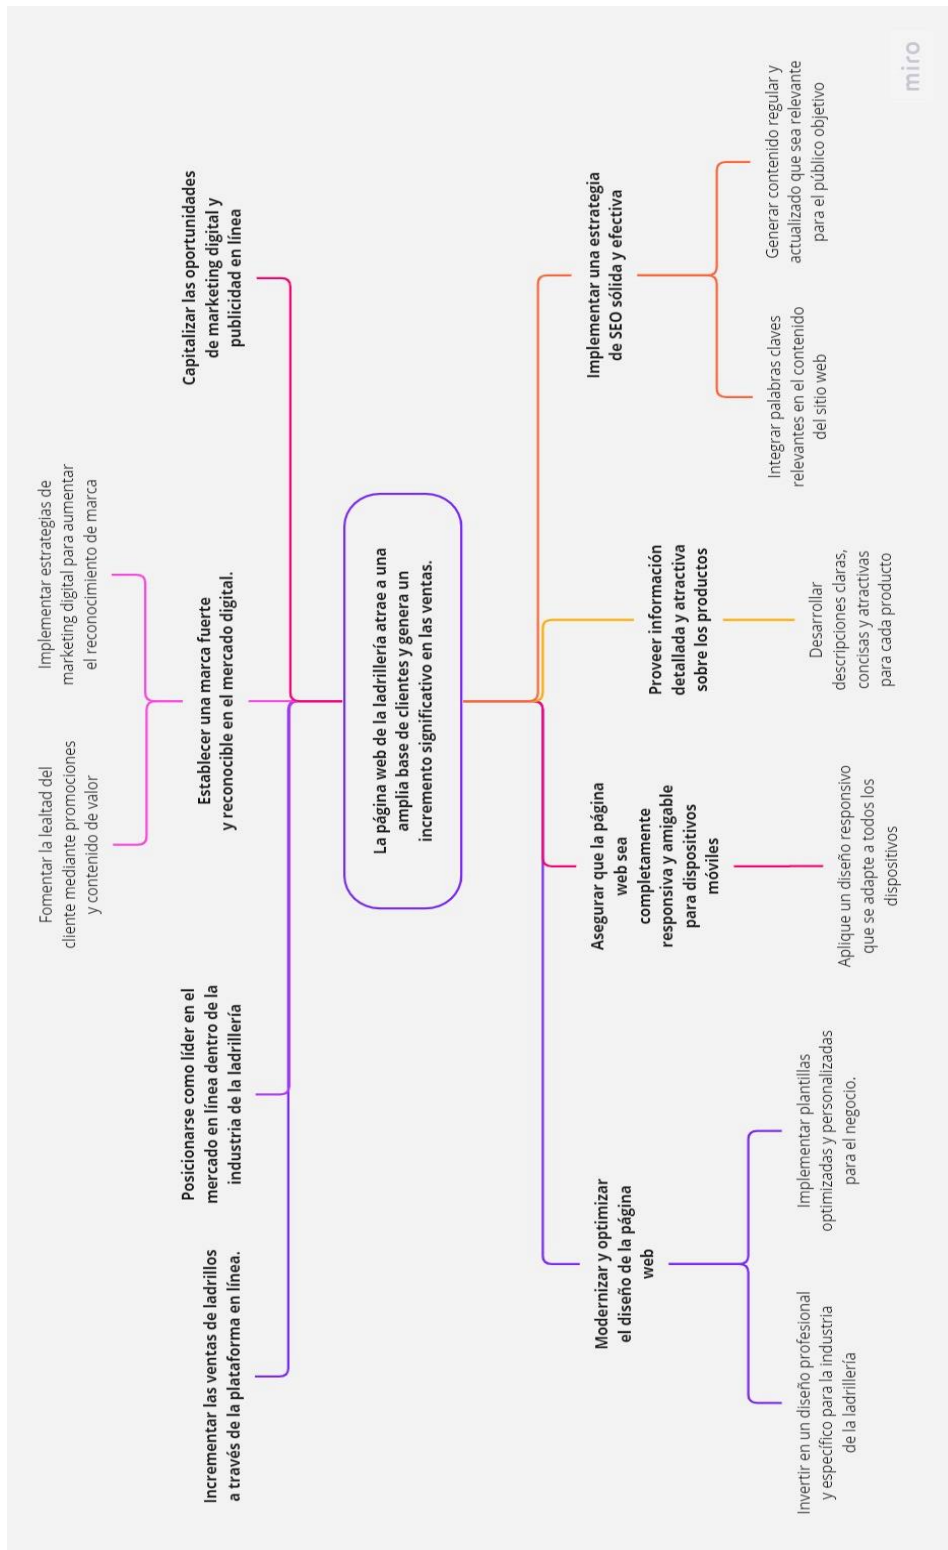 Fomentar la lealtad del
cliente mediante promociones
y contenido de valor
Implementar estrategias de
marketing digital para aumentar
el reconocimiento de marca
Incrementar las ventas de ladrillos
a través de la plataforma en línea.
Posicionarse como líder en el
mercado en línea dentro de la
industria de la ladrillería
Establecer una marca fuerte
y reconocible en el mercado digital.
Capitalizar las oportunidades
de marketing digital y
publicidad en línea
La página web de la ladrillería atrae a una
amplia base de clientes y genera un
incremento significativo en las ventas.
Modernizar y optimizar
el diseño de la página
web
Asegurar que la página
web sea
completamente
responsiva y amigable
para dispositivos
móviles
Proveer información
detallada y atractiva
sobre los productos
Implementar una estrategia
de SEO sólida y efectiva
Invertir en un diseño profesional
y específico para la industria
de la ladrillería
Implementar plantillas
optimizadas y personalizadas
para el negocio.
Aplique un diseño responsivo
que se adapte a todos los
dispositivos
Desarrollar
descripciones claras,
concisas y atractivas
para cada producto
Integrar palabras claves
relevantes en el contenido
del sitio web
Generar contenido regular y
actualizado que sea relevante
para el público objetivo
miro